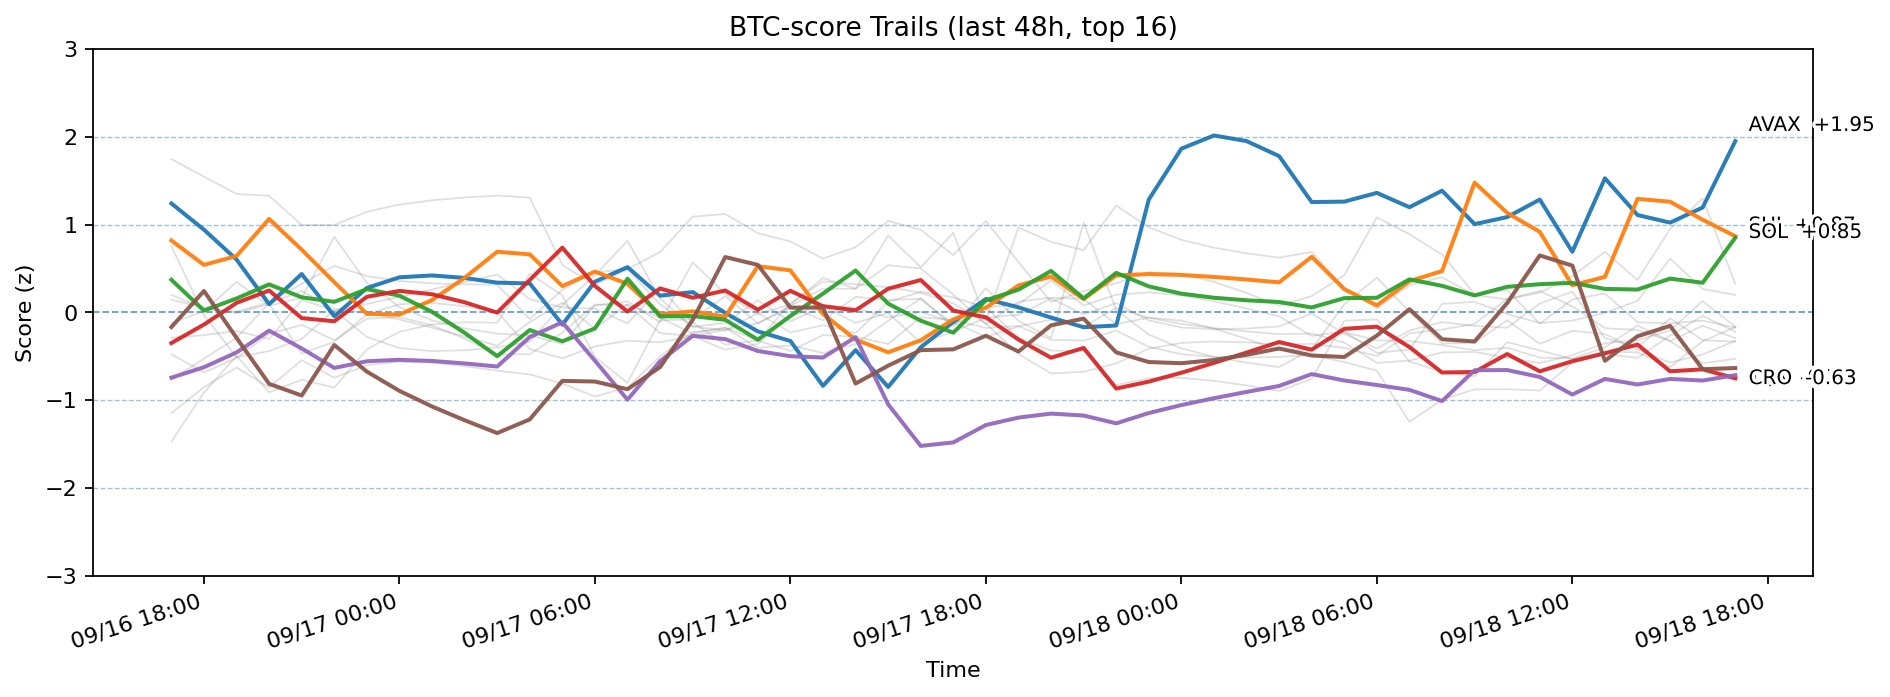 BTC-score Trails (last 48h, top 16)
Score (z)
3
2
1
0
−1
−2
−3
AVAX +1.95
SOL +0.85
CRO -0.63
09/16 18:00
09/17 00:00
09/17 06:00
09/17 12:00
09/17 18:00
09/18 00:00
09/18 06:00
09/18 12:00
09/18 18:00
Time